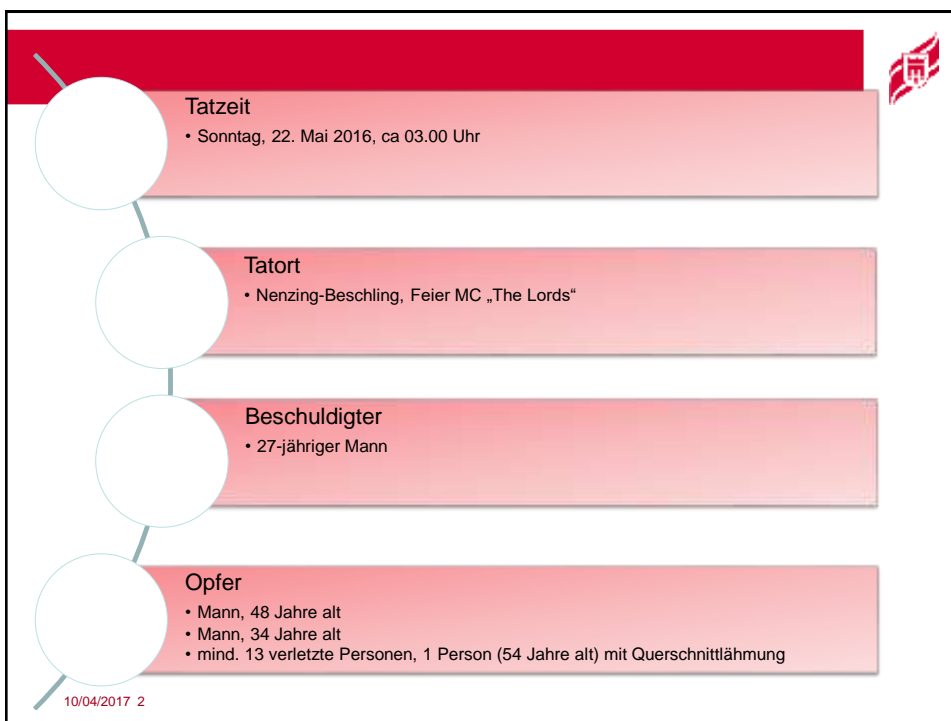 Tatzeit
• Sonntag, 22. Mai 2016, ca 03.00 Uhr
Tatort
• Nenzing-Beschling, Feier MC „The Lords“
Beschuldigter
• 27-jähriger Mann
Opfer
• Mann, 48 Jahre alt
• Mann, 34 Jahre alt
• mind. 13 verletzte Personen, 1 Person (54 Jahre alt) mit Querschnittlähmung
10/04/2017 2